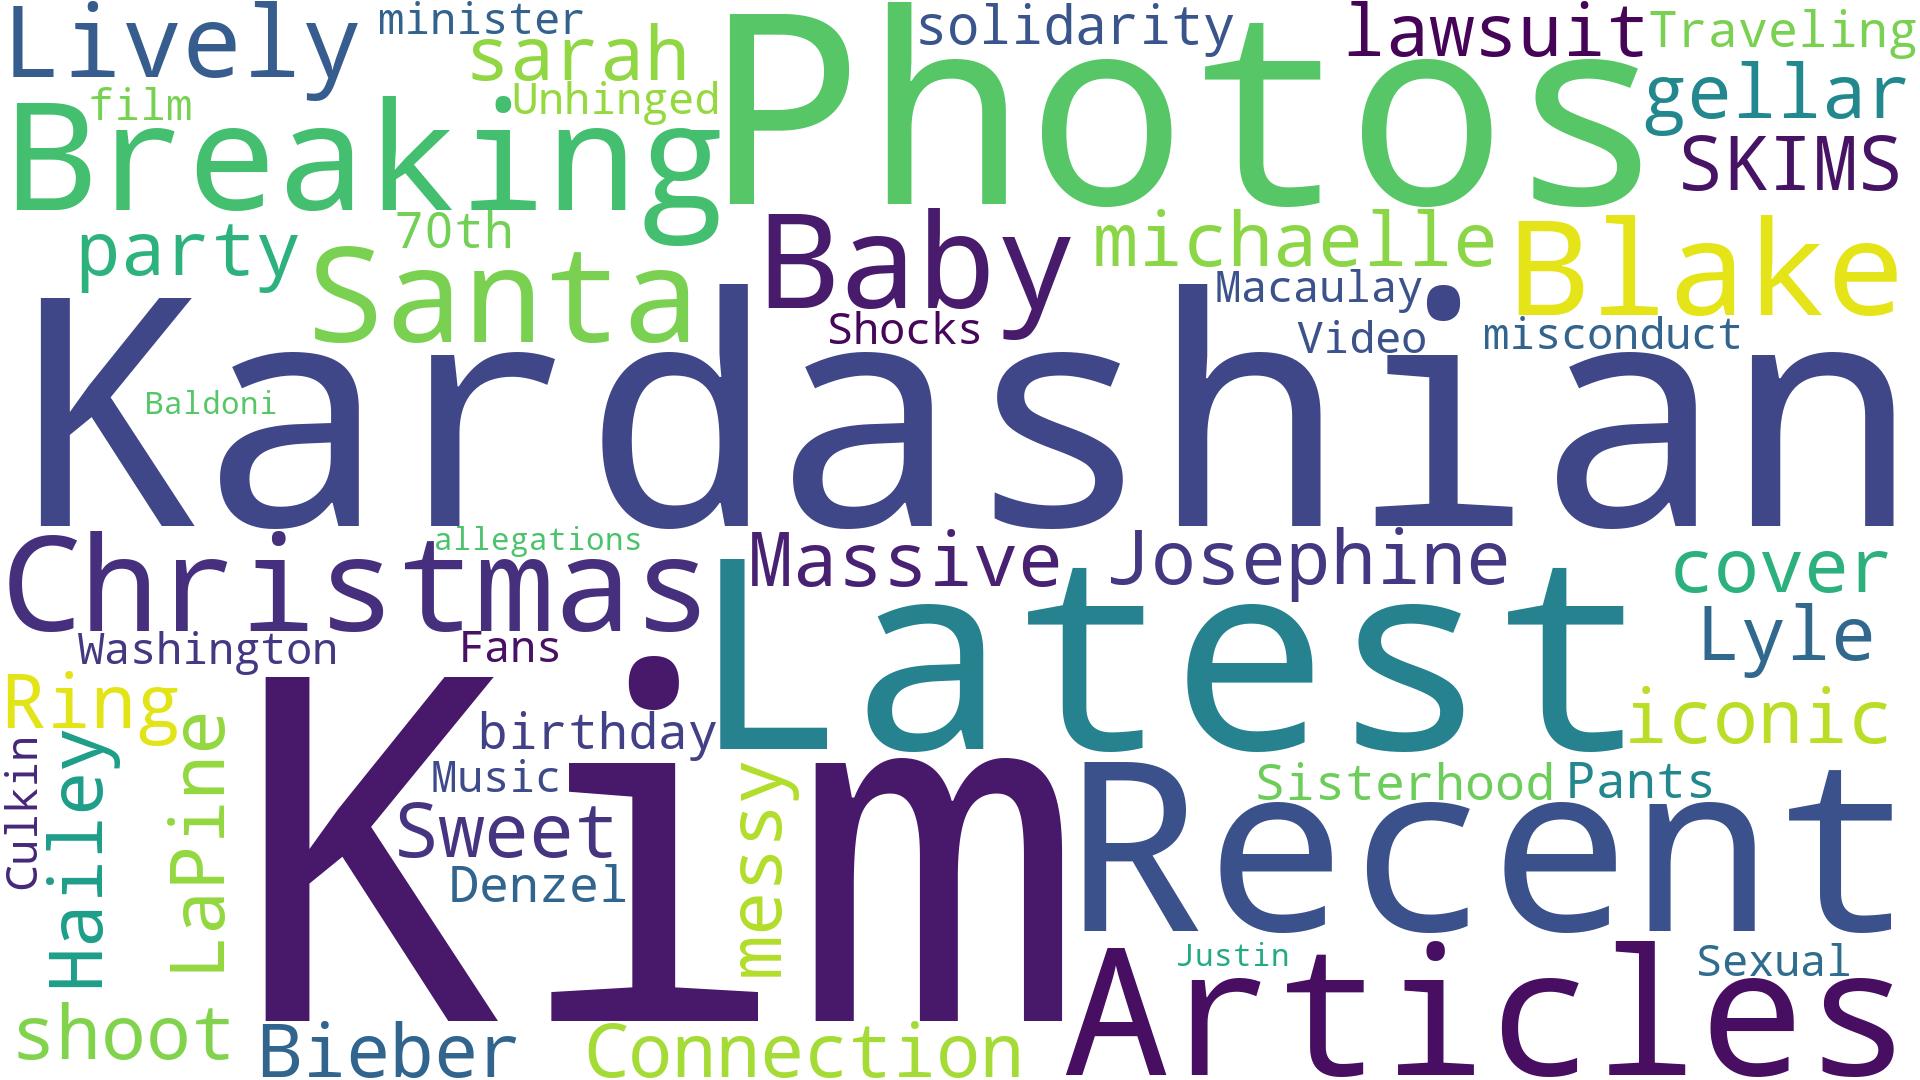 Lively
minister
sarah
Photos
solidarity
lawsuit
Traveling
film
Unhinged
gellar
Breaking
SKIMS
70th
party
Santa
Baby
michaelle
Blake
Macaulay
Shocks
Video
misconduct
Kardashian
Baldoni
allegations
Christmas
Massive
Josephine
cover
Washington
Fans
Latest
Lyle
Ring
birthday
iconic
Culkin
Hailey
LaPine
Kim
Music
Sweet
Denzel
messy
Sisterhood
Pants
Recent
Justin
Sexual
Articles
shoot
Bieber
Connection